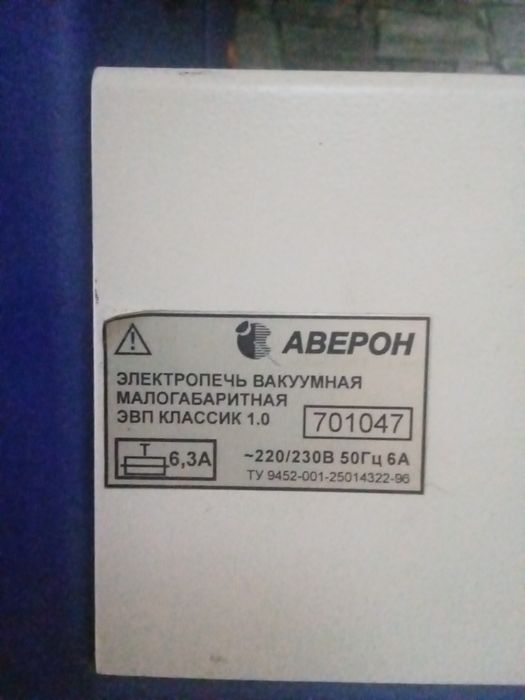 АВЕРОН
ЭЛЕКТРОПЕЧЬ ВАКУУМНАЯ
МАЛОГАБАРИТНАЯ
ЭВП КЛАССИК 1.0 701047
Т 6,3А ~220/230В 50Гц 6А
ТУ 9452-001-25014322-96